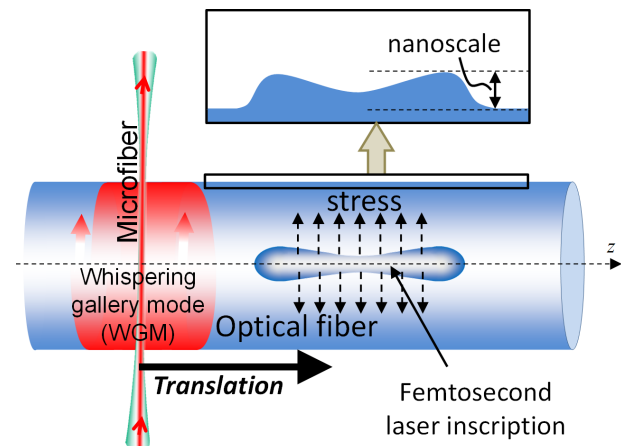 nanoscale
Microfiber
stress
z
Whispering
gallery mode
(WGM)
Optical fiber
Translation
Femtosecond
laser inscription